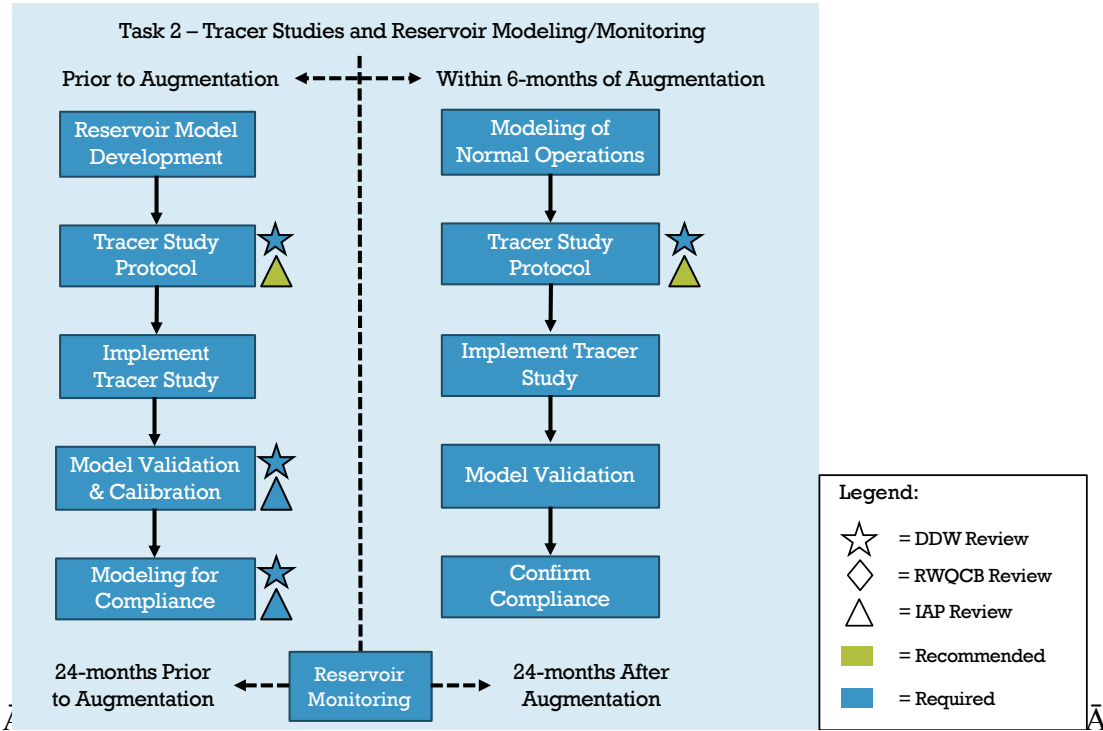 Task 2 – Tracer Studies and Reservoir Modeling/Monitoring
Prior to Augmentation
Within 6-months of Augmentation
Reservoir Model
Development
Tracer Study
Protocol
Implement
Tracer Study
Model Validation
& Calibration
Modeling for
Compliance
Modeling of
Normal Operations
Tracer Study
Protocol
Implement Tracer
Study
Model Validation
Confirm
Compliance
24-months Prior
to Augmentation
Reservoir
Monitoring
24-months After
Augmentation
Legend:
= DDW Review
= RWQCB Review
= IAP Review
= Recommended
= Required